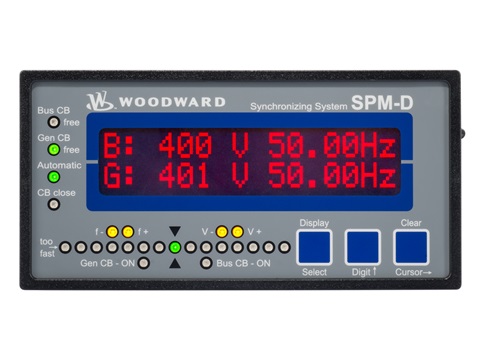 WOODWARD
Synchronizing System SPM-D
Bus CB
free
Gen CB
free
Automatic
CB close
B: 400 V 50.00Hz
G: 401 V 50.00Hz
f - f +
V - V +
too
fast
Gen CB - ON
Bus CB - ON
Display
Select
Digit ↑
Clear
Cursor→